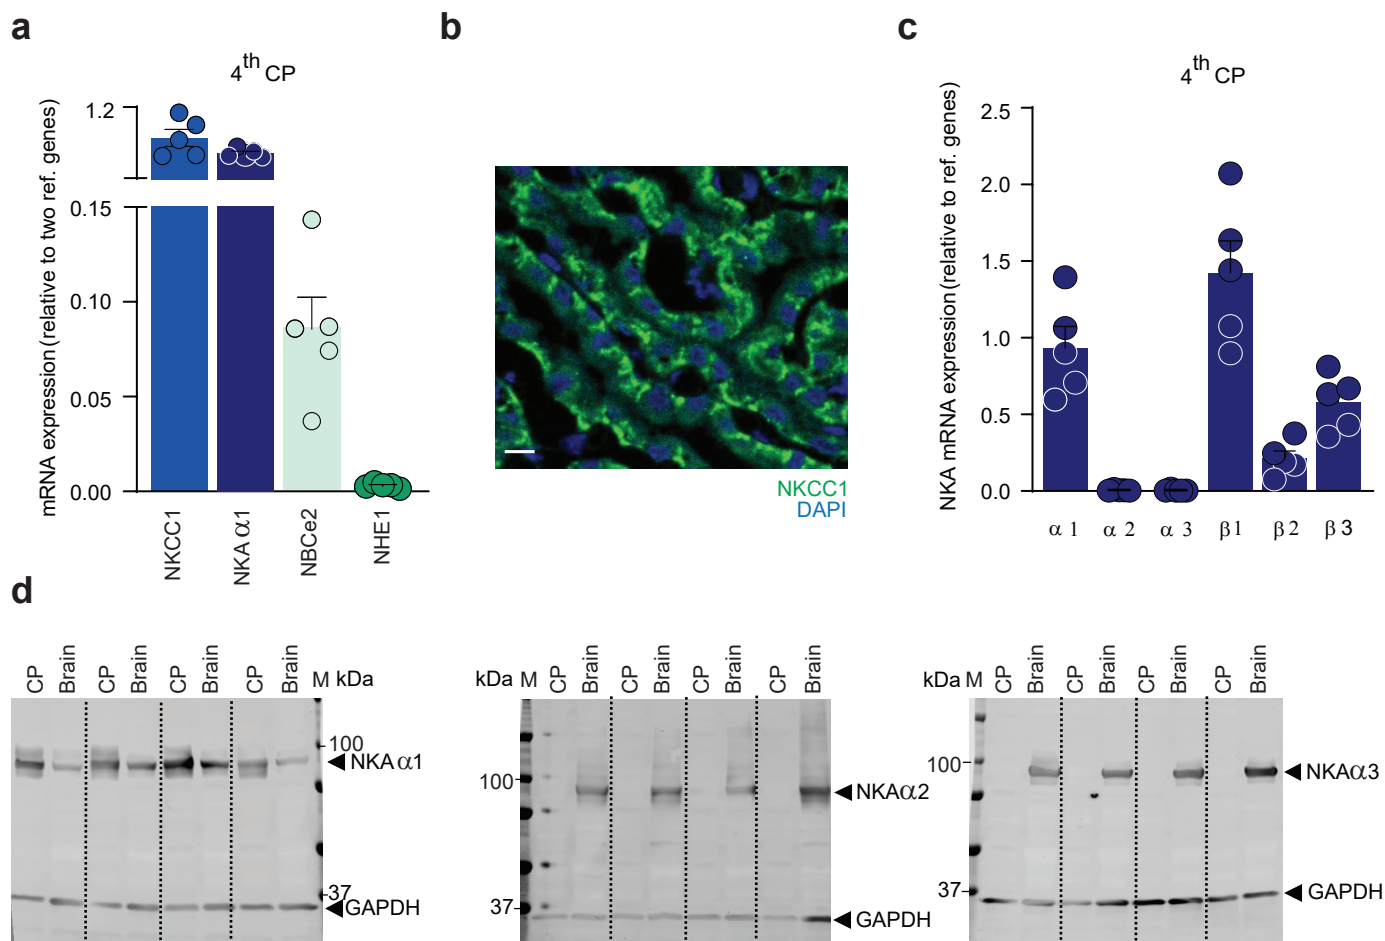 a
4th CP
mRNA expression (relative to two ref. genes)
1.2
0.15
0.10
0.05
0.00
NKCC1
NKA α1
NBCe2
NHE1
b
NKCC1
DAPI
c
4th CP
NKA mRNA expression (relative to ref. genes)
2.5
2.0
1.5
1.0
0.5
0.0
α 1
α 2
α 3
β1
β2
β3
d
CP Brain CP Brain CP Brain CP Brain M kDa
100
NKA α1
37
GAPDH
kDa M CP Brain CP Brain CP Brain CP Brain
100
NKAα2
37
GAPDH
kDa M CP Brain CP Brain CP Brain CP Brain
100
NKAα3
37
GAPDH